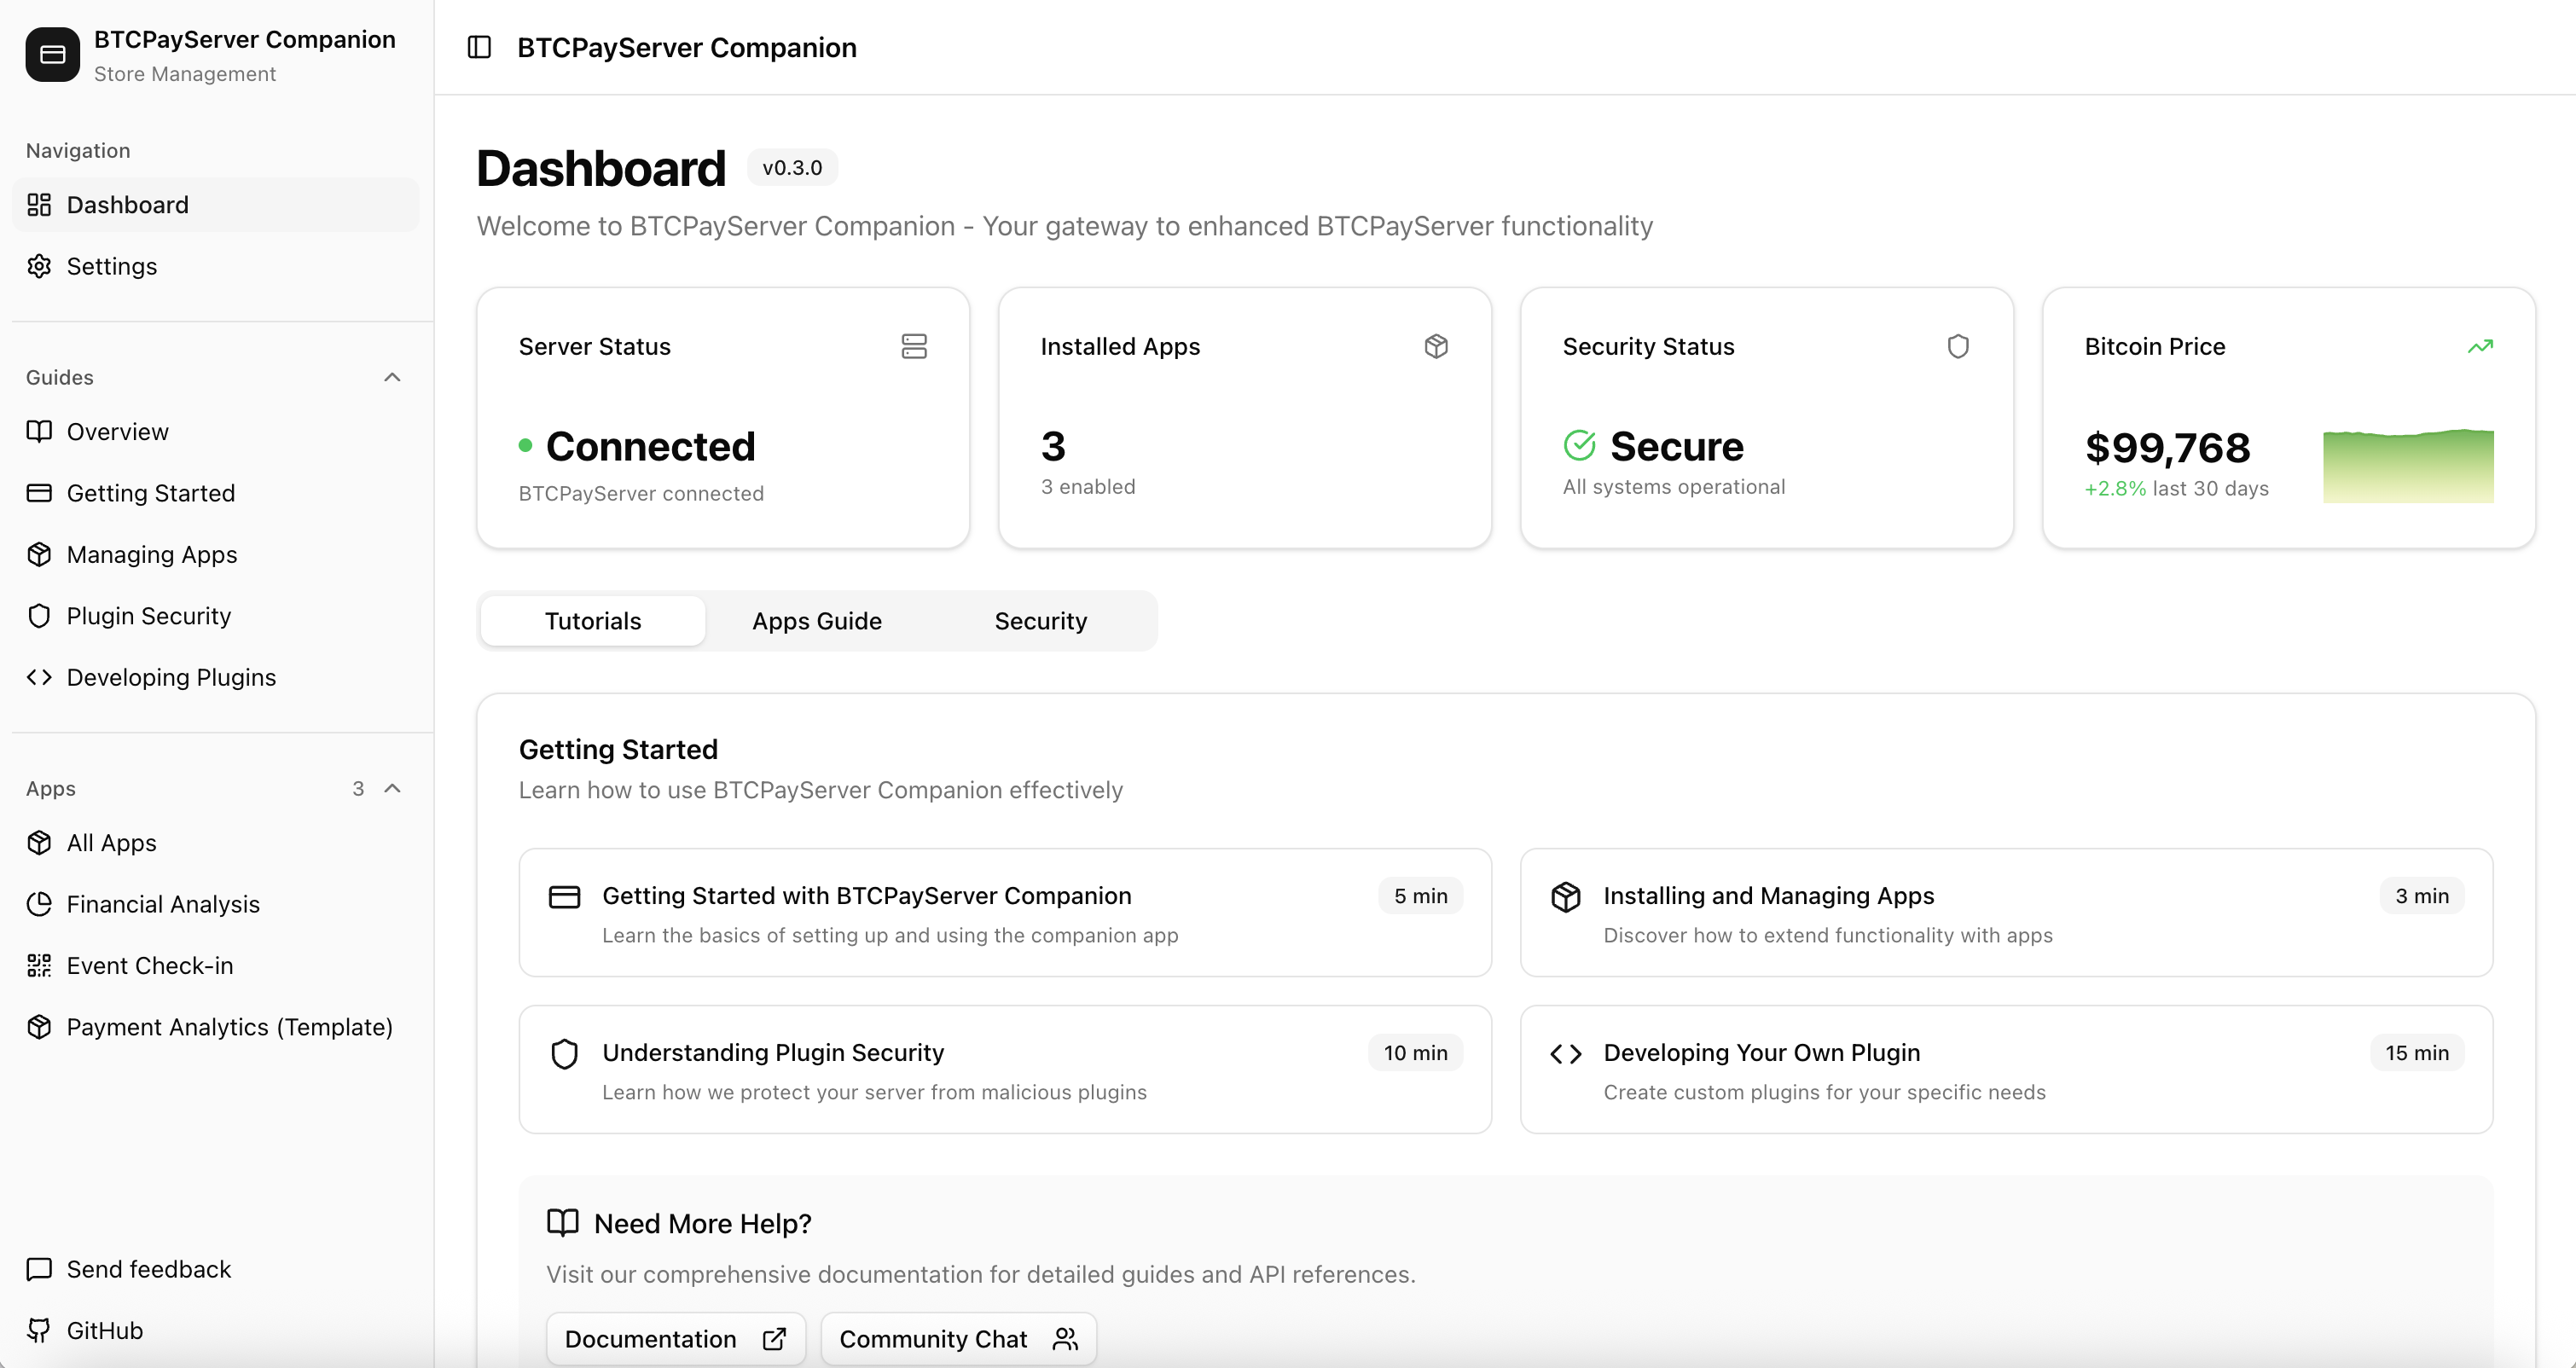 BTCPayServer Companion
Store Management
Navigation
Dashboard
Settings
Guides
Overview
Getting Started
Managing Apps
Plugin Security
Developing Plugins
Apps 3
All Apps
Financial Analysis
Event Check-in
Payment Analytics (Template)
Send feedback
GitHub
BTCPayServer Companion
Dashboard v0.3.0
Welcome to BTCPayServer Companion - Your gateway to enhanced BTCPayServer functionality
Server Status
Connected
BTCPayServer connected
Installed Apps
3
3 enabled
Security Status
Secure
All systems operational
Bitcoin Price
$99,768
+2.8% last 30 days
Tutorials
Apps Guide
Security
Getting Started
Learn how to use BTCPayServer Companion effectively
Getting Started with BTCPayServer Companion 5 min
Learn the basics of setting up and using the companion app
Installing and Managing Apps 3 min
Discover how to extend functionality with apps
Understanding Plugin Security 10 min
Learn how we protect your server from malicious plugins
Developing Your Own Plugin 15 min
Create custom plugins for your specific needs
Need More Help?
Visit our comprehensive documentation for detailed guides and API references.
Documentation
Community Chat